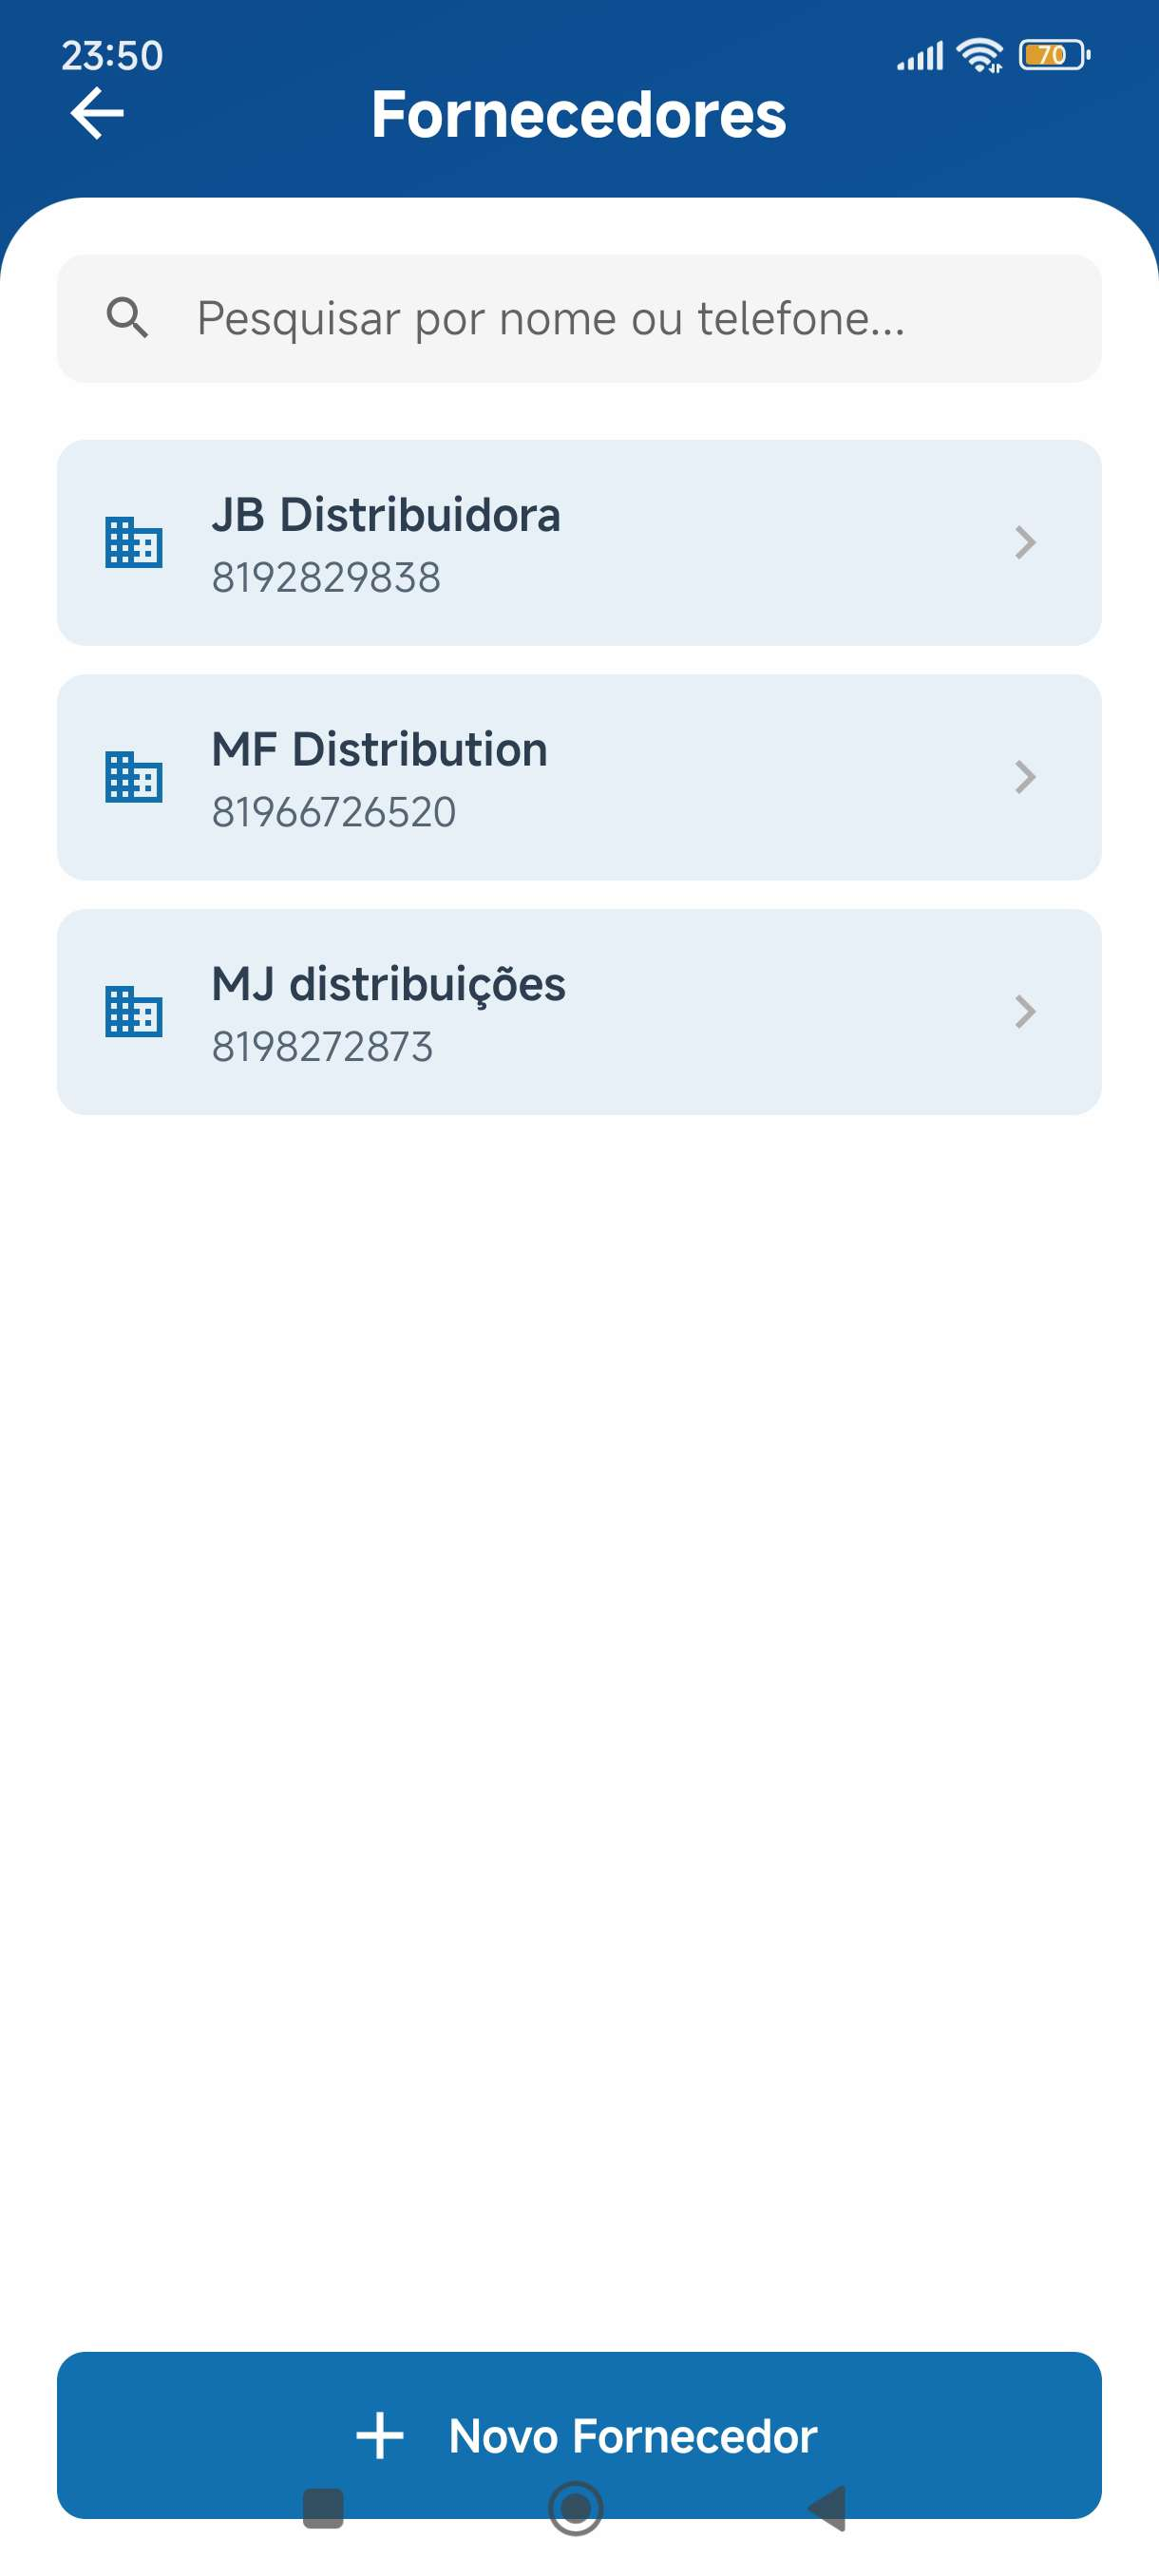 23:50
70
Fornecedores
Pesquisar por nome ou telefone...
JB Distribuidora
8192829838
MF Distribution
81966726520
MJ distribuições
8198272873
Novo Fornecedor